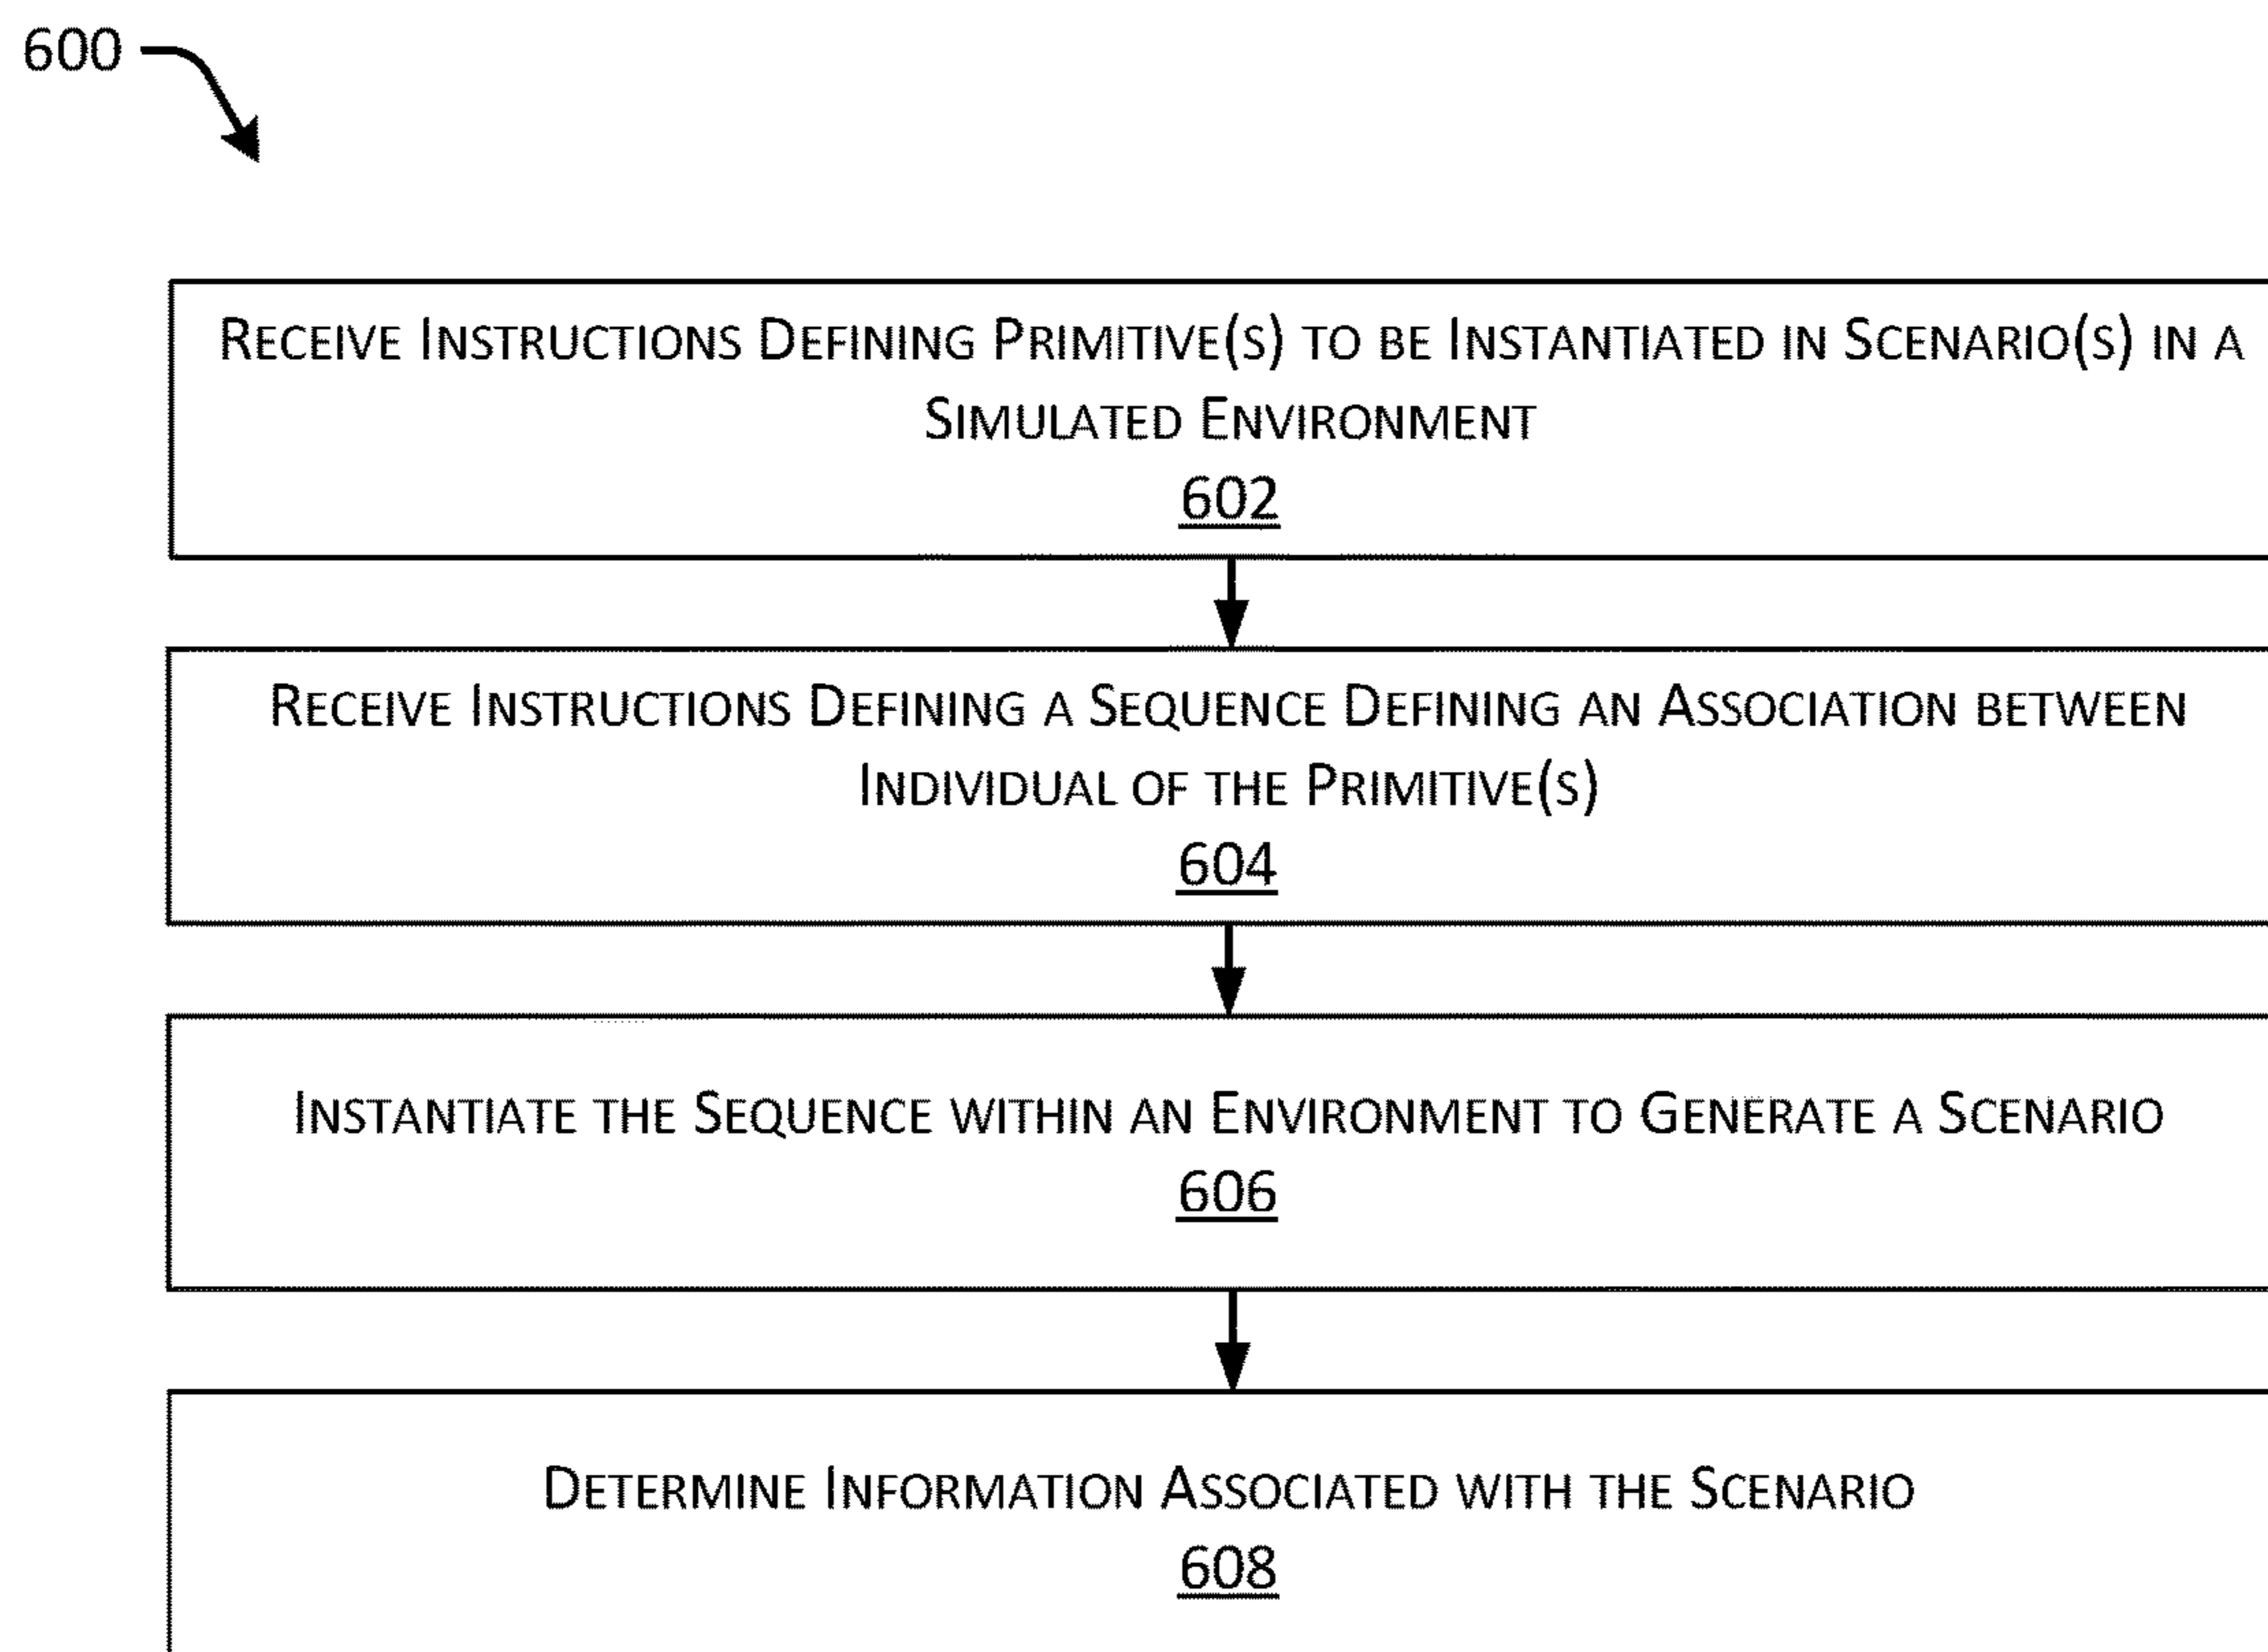 600
Receive Instructions Defining Primitive(s) to be Instantiated in Scenario(s) in a
Simulated Environment
602
Receive Instructions Defining a Sequence Defining an Association between
Individual of the Primitive(s)
604
Instantiate the Sequence within an Environment to Generate a Scenario
606
Determine Information Associated with the Scenario
608